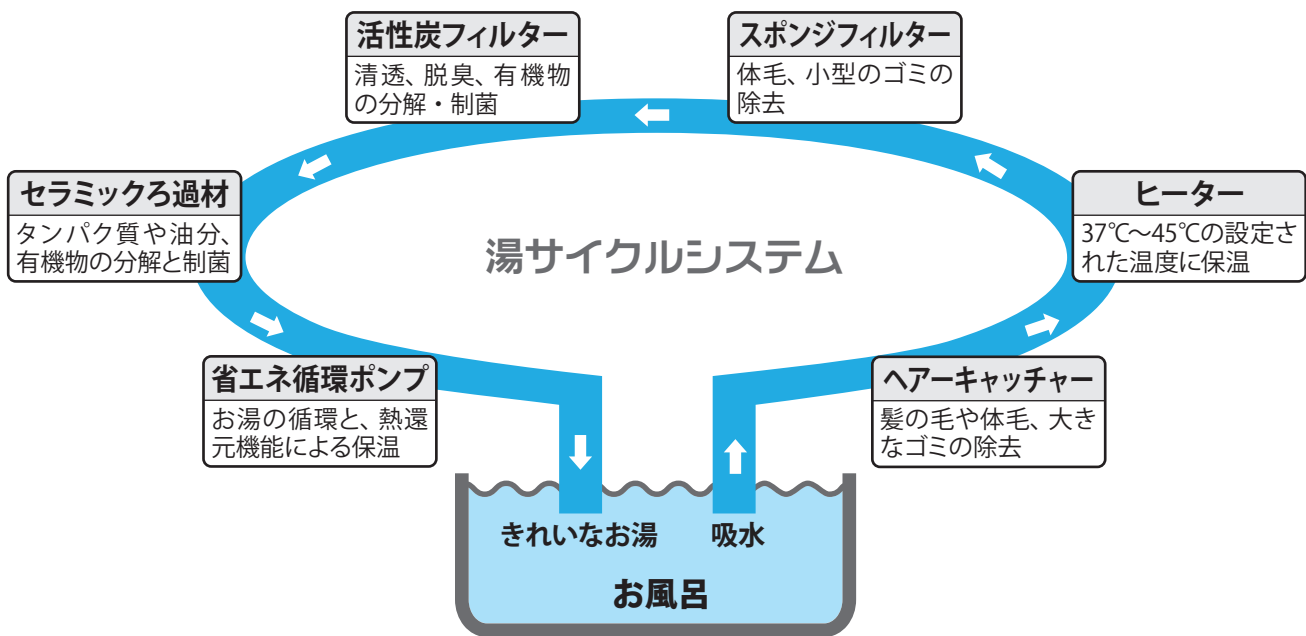 活性炭フィルター
清透、脱臭、有機物
の分解・制菌
スポンジフィルター
体毛、小型のゴミの
除去
セラミックろ過材
タンパク質や油分、
有機物の分解と制菌
湯サイクルシステム
ヒーター
37℃～45℃の設定さ
れた温度に保温
省エネ循環ポンプ
お湯の循環と、熱還
元機能による保温
ヘアーキャッチャー
髪の毛や体毛、大き
なゴミの除去
きれいなお湯
吸水
お風呂